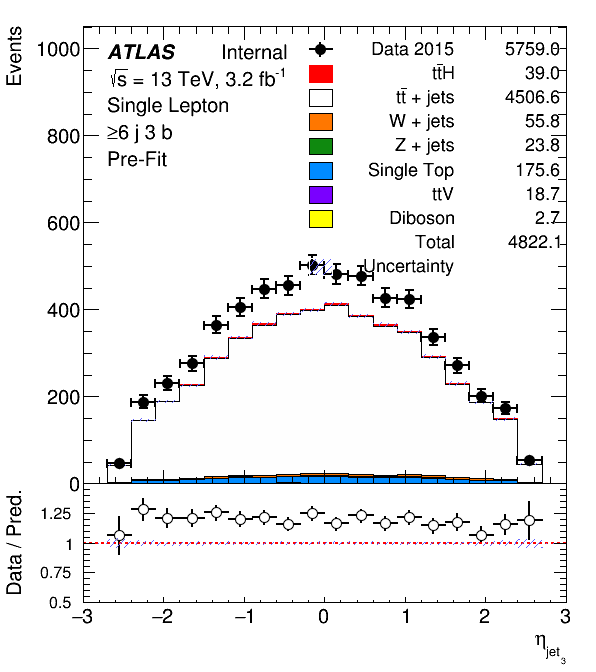 Events
1000
800
600
400
200
0
ATLAS Internal
√s = 13 TeV, 3.2 fb-1
Single Lepton
≥6 j 3 b
Pre-Fit
Data 2015 5759.0
tt̄H 39.0
tt̄ + jets 4506.6
W + jets 55.8
Z + jets 23.8
Single Top 175.6
ttV 18.7
Diboson 2.7
Total 4822.1
Uncertainty
Data / Pred.
1.25
1
0.75
0.5
−3 −2 −1 0 1 2 3
ηjet3